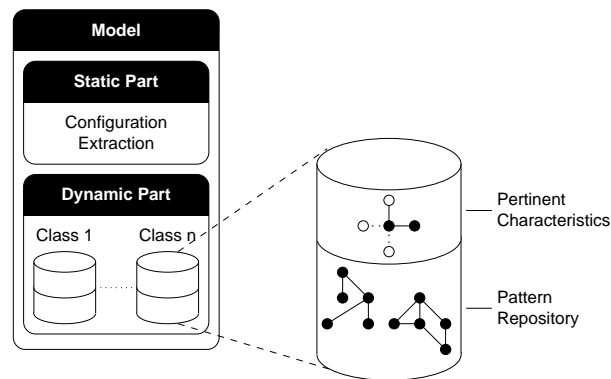 Model
Static Part
Configuration
Extraction
Dynamic Part
Class 1
Class n
Pertinent
Characteristics
Pattern
Repository